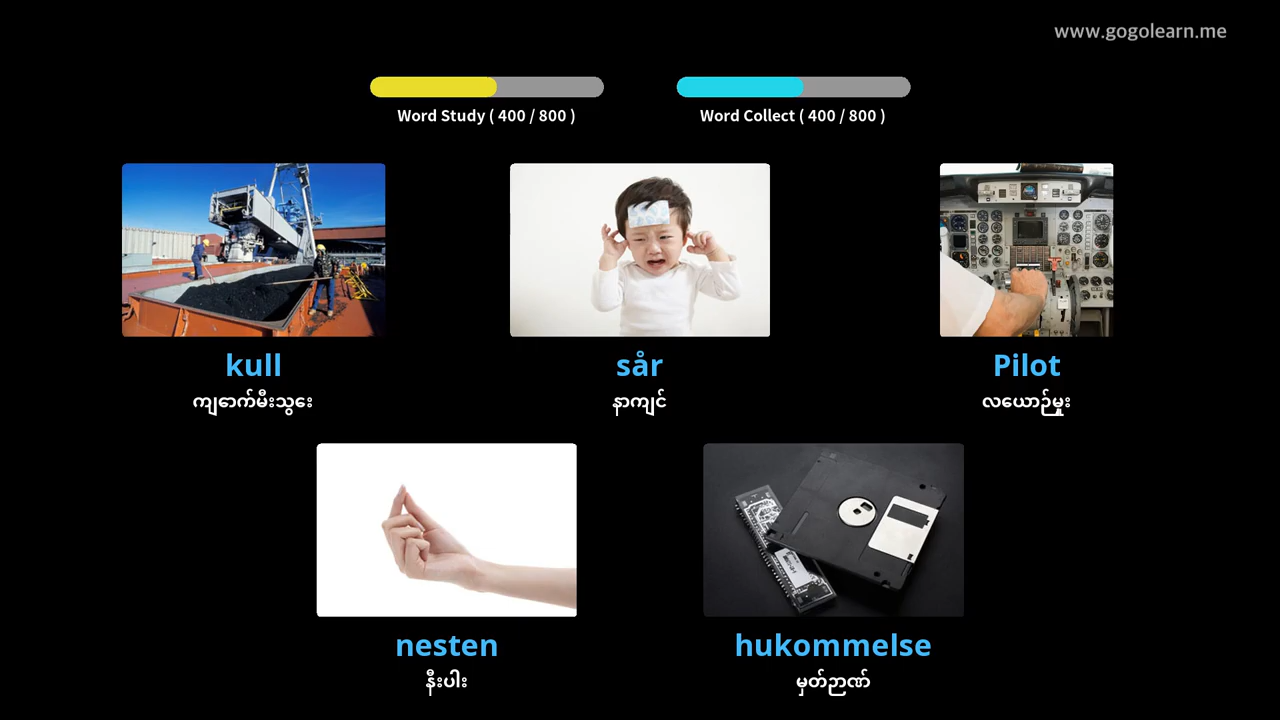 www.gogolearn.me
Word Study ( 400 / 800 )
Word Collect ( 400 / 800 )
kull
ကျောက်မီးသွေး
sår
နာကျင်
Pilot
လေယာဉ်မှူး
nesten
နီးပါး
hukommelse
မှတ်ဉာဏ်